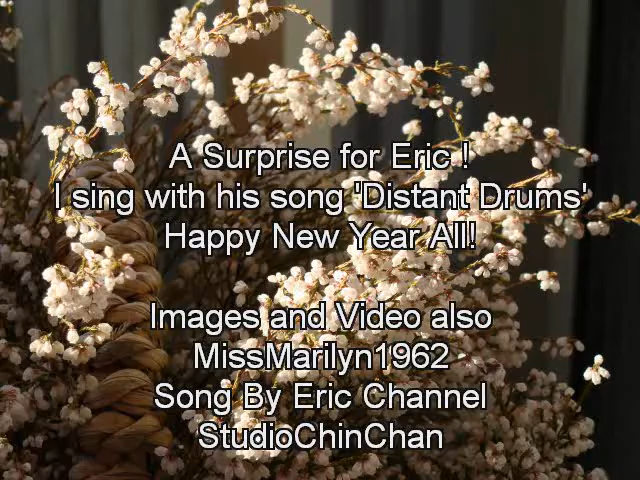 A Surprise for Eric !
I sing with his song 'Distant Drums'
Happy New Year All!
Images and Video also
MissMarilyn1962
Song By Eric Channel
StudioChinChan